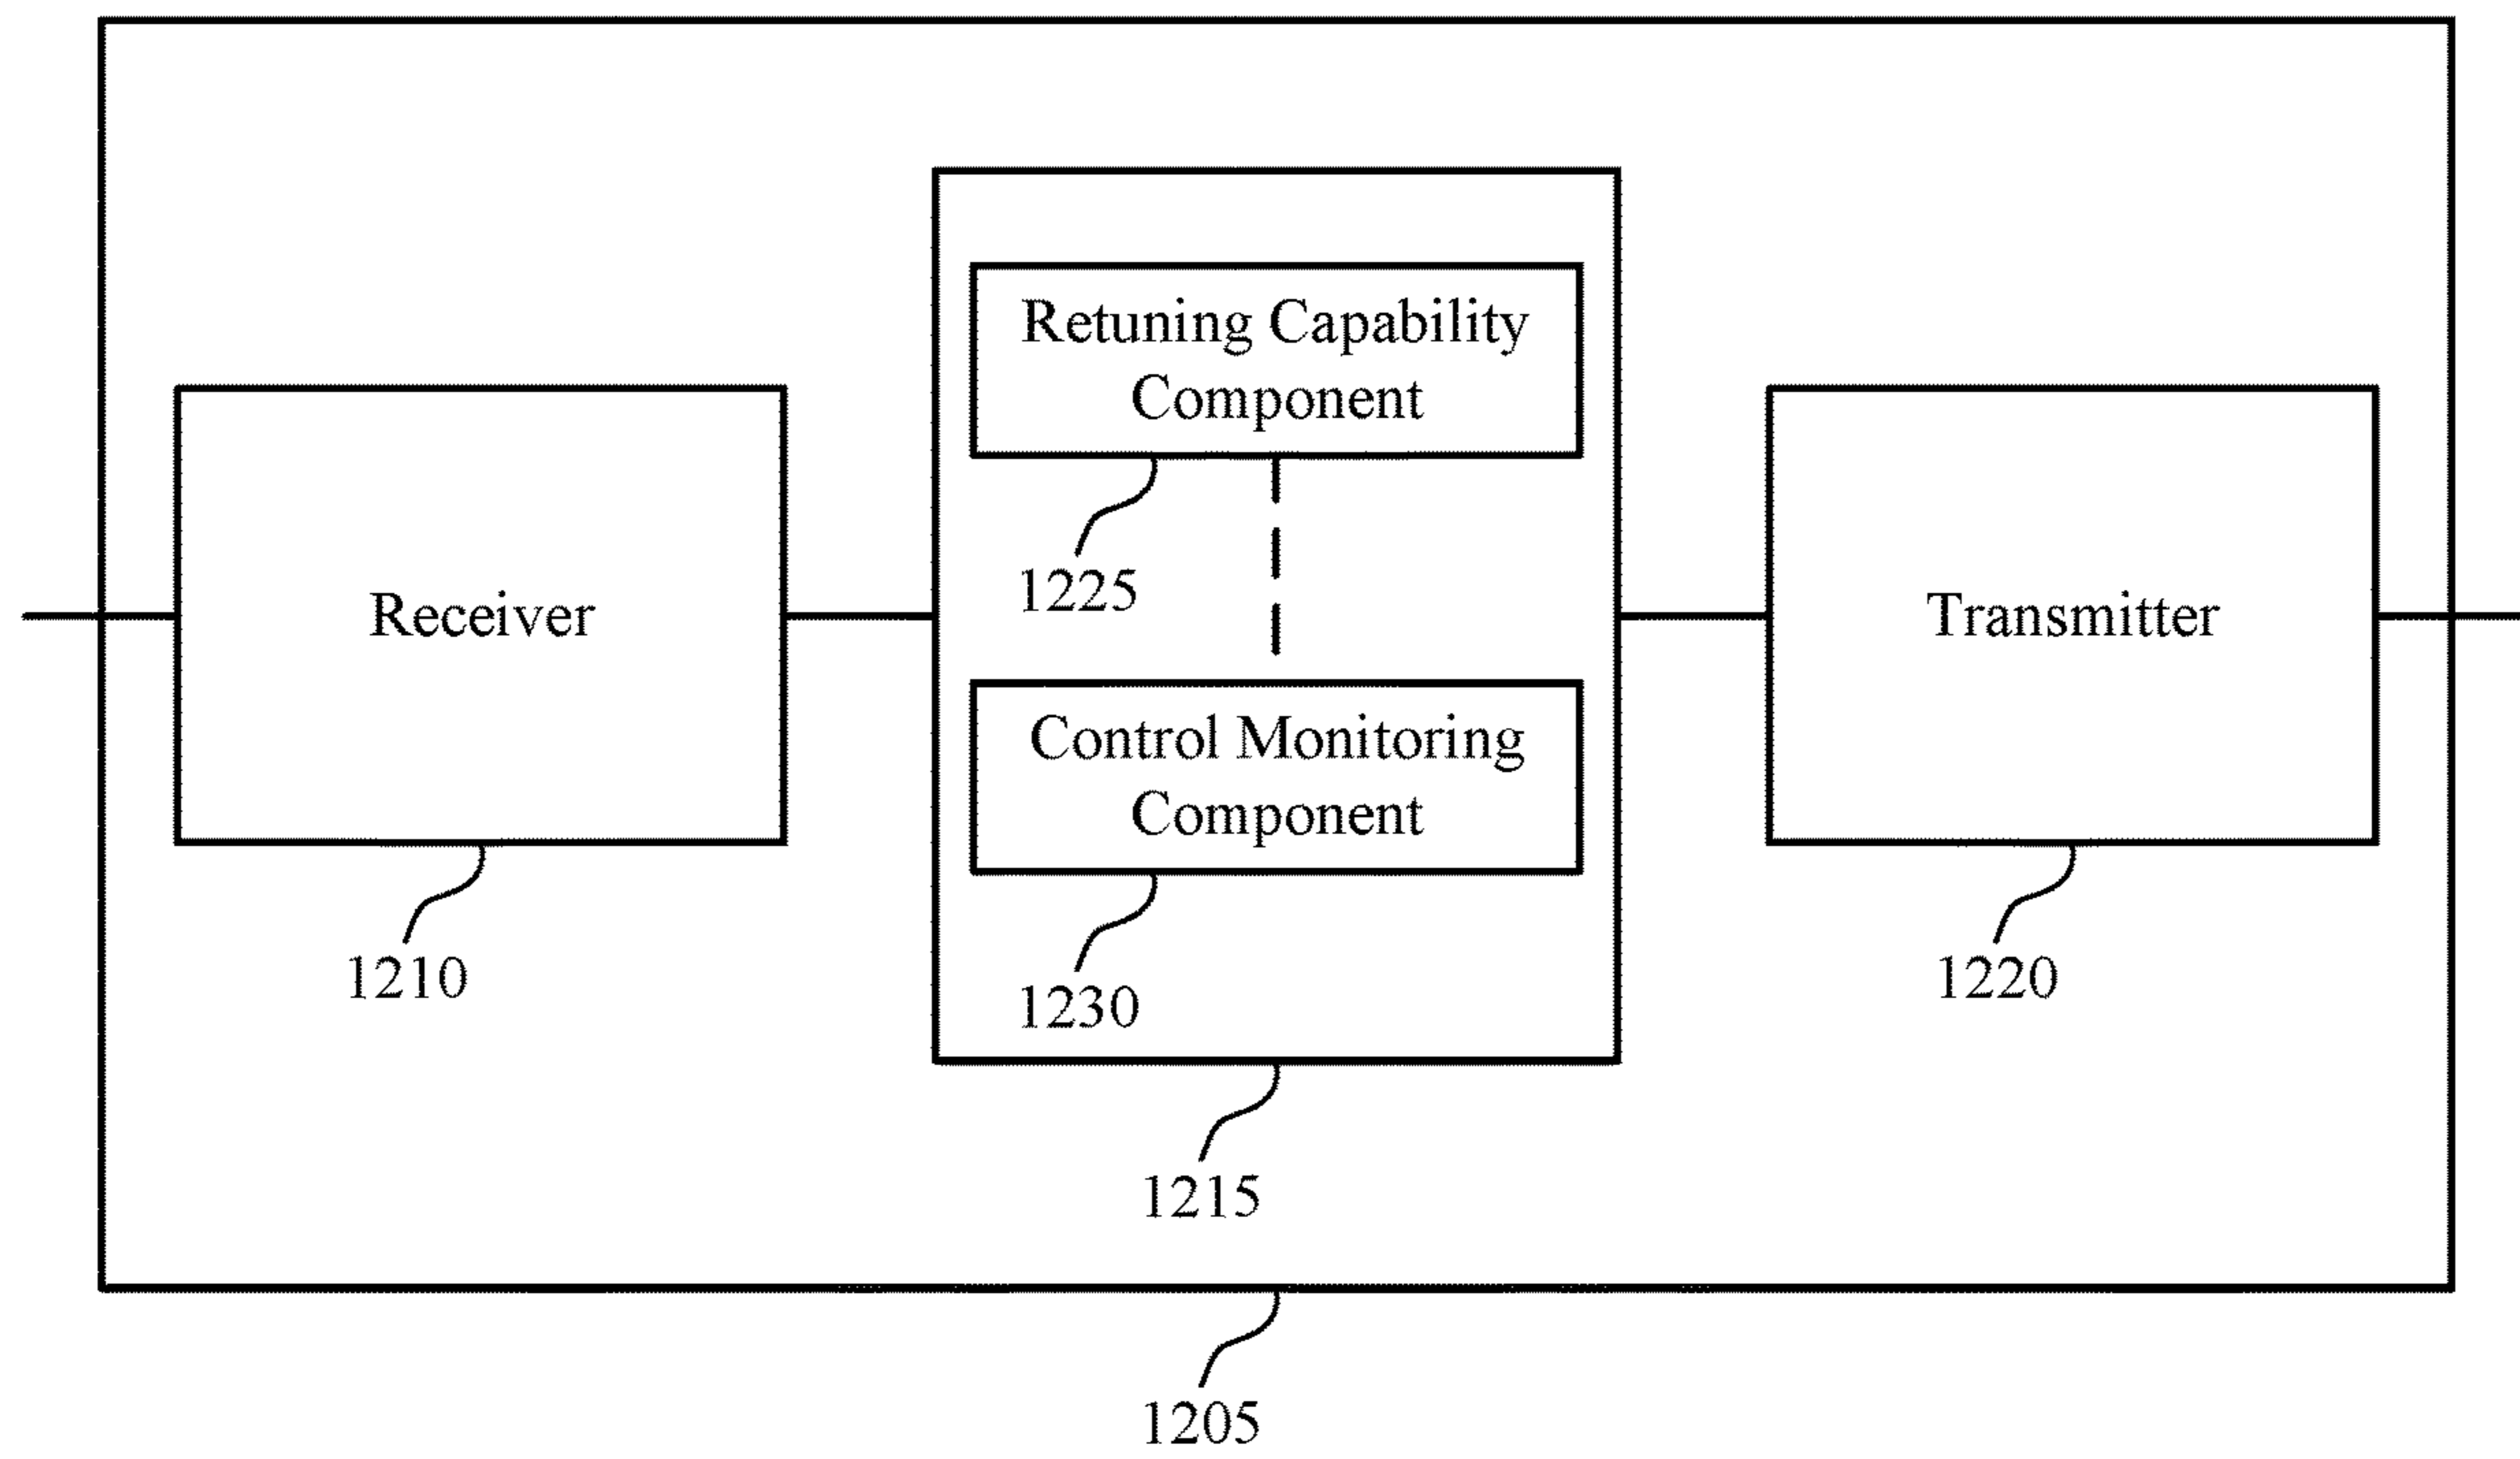 Retuning Capability
Component
1225
Receiver
Transmitter
Control Monitoring
Component
1210
1230
1220
1215
1205